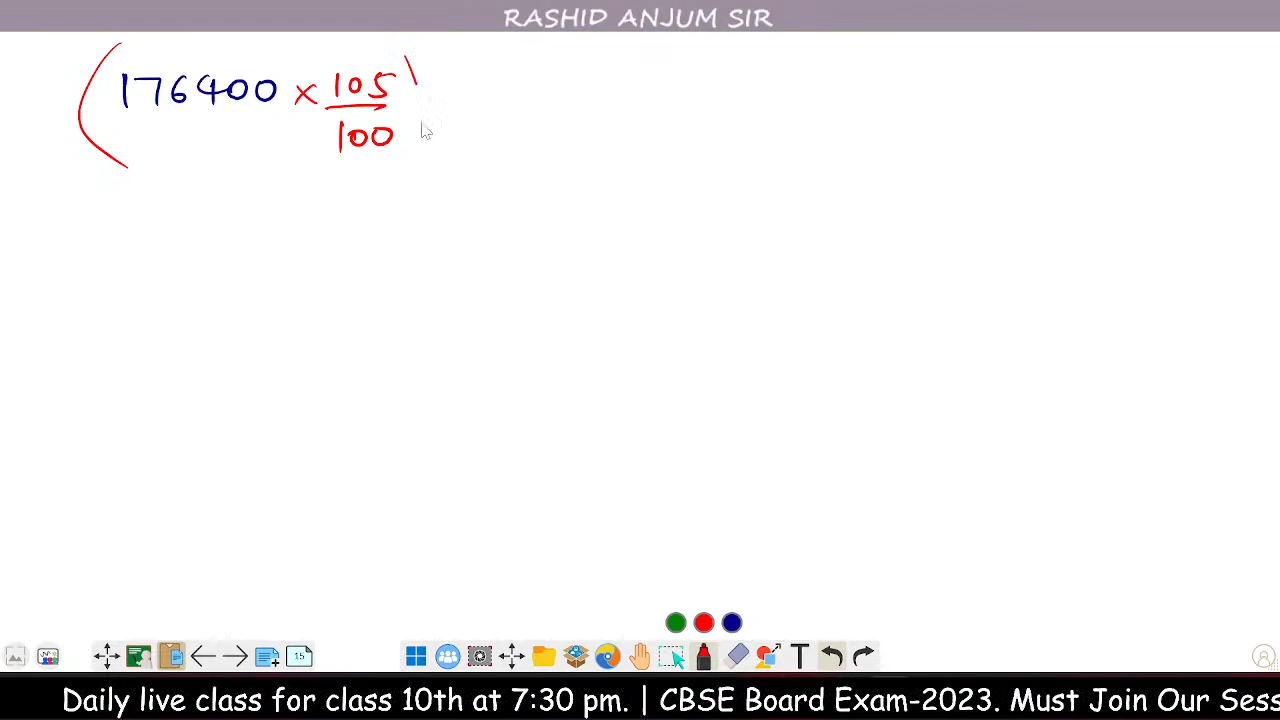 RASHID ANJUM SIR
(176400 × 105
100
15
T
Daily live class for class 10th at 7:30 pm. | CBSE Board Exam-2023. Must Join Our Sess